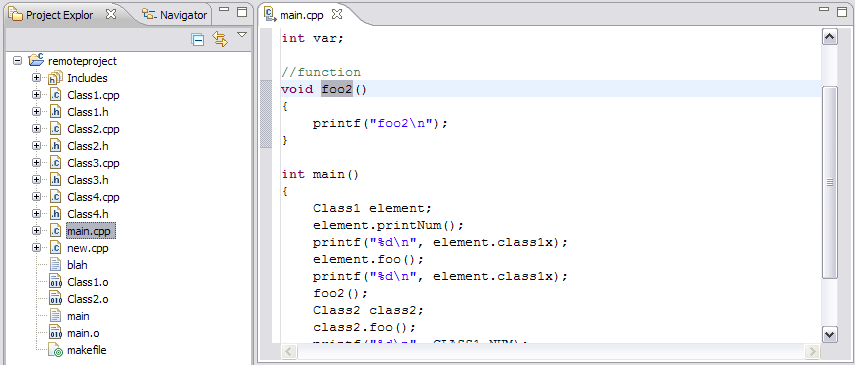 Project Explor
Navigator
remoteproject
Includes
Class1.cpp
Class1.h
Class2.cpp
Class2.h
Class3.cpp
Class3.h
Class4.cpp
Class4.h
main.cpp
new.cpp
blah
Class1.o
Class2.o
main
main.o
makefile
main.cpp
int var;
//function
void foo2()
{
printf("foo2\n");
}
int main()
{
Class1 element;
element.printNum();
printf("%d\n", element.class1x);
element.foo();
printf("%d\n", element.class1x);
foo2();
Class2 class2;
class2.foo();
printf("%d\n", CLASS1_NUM);